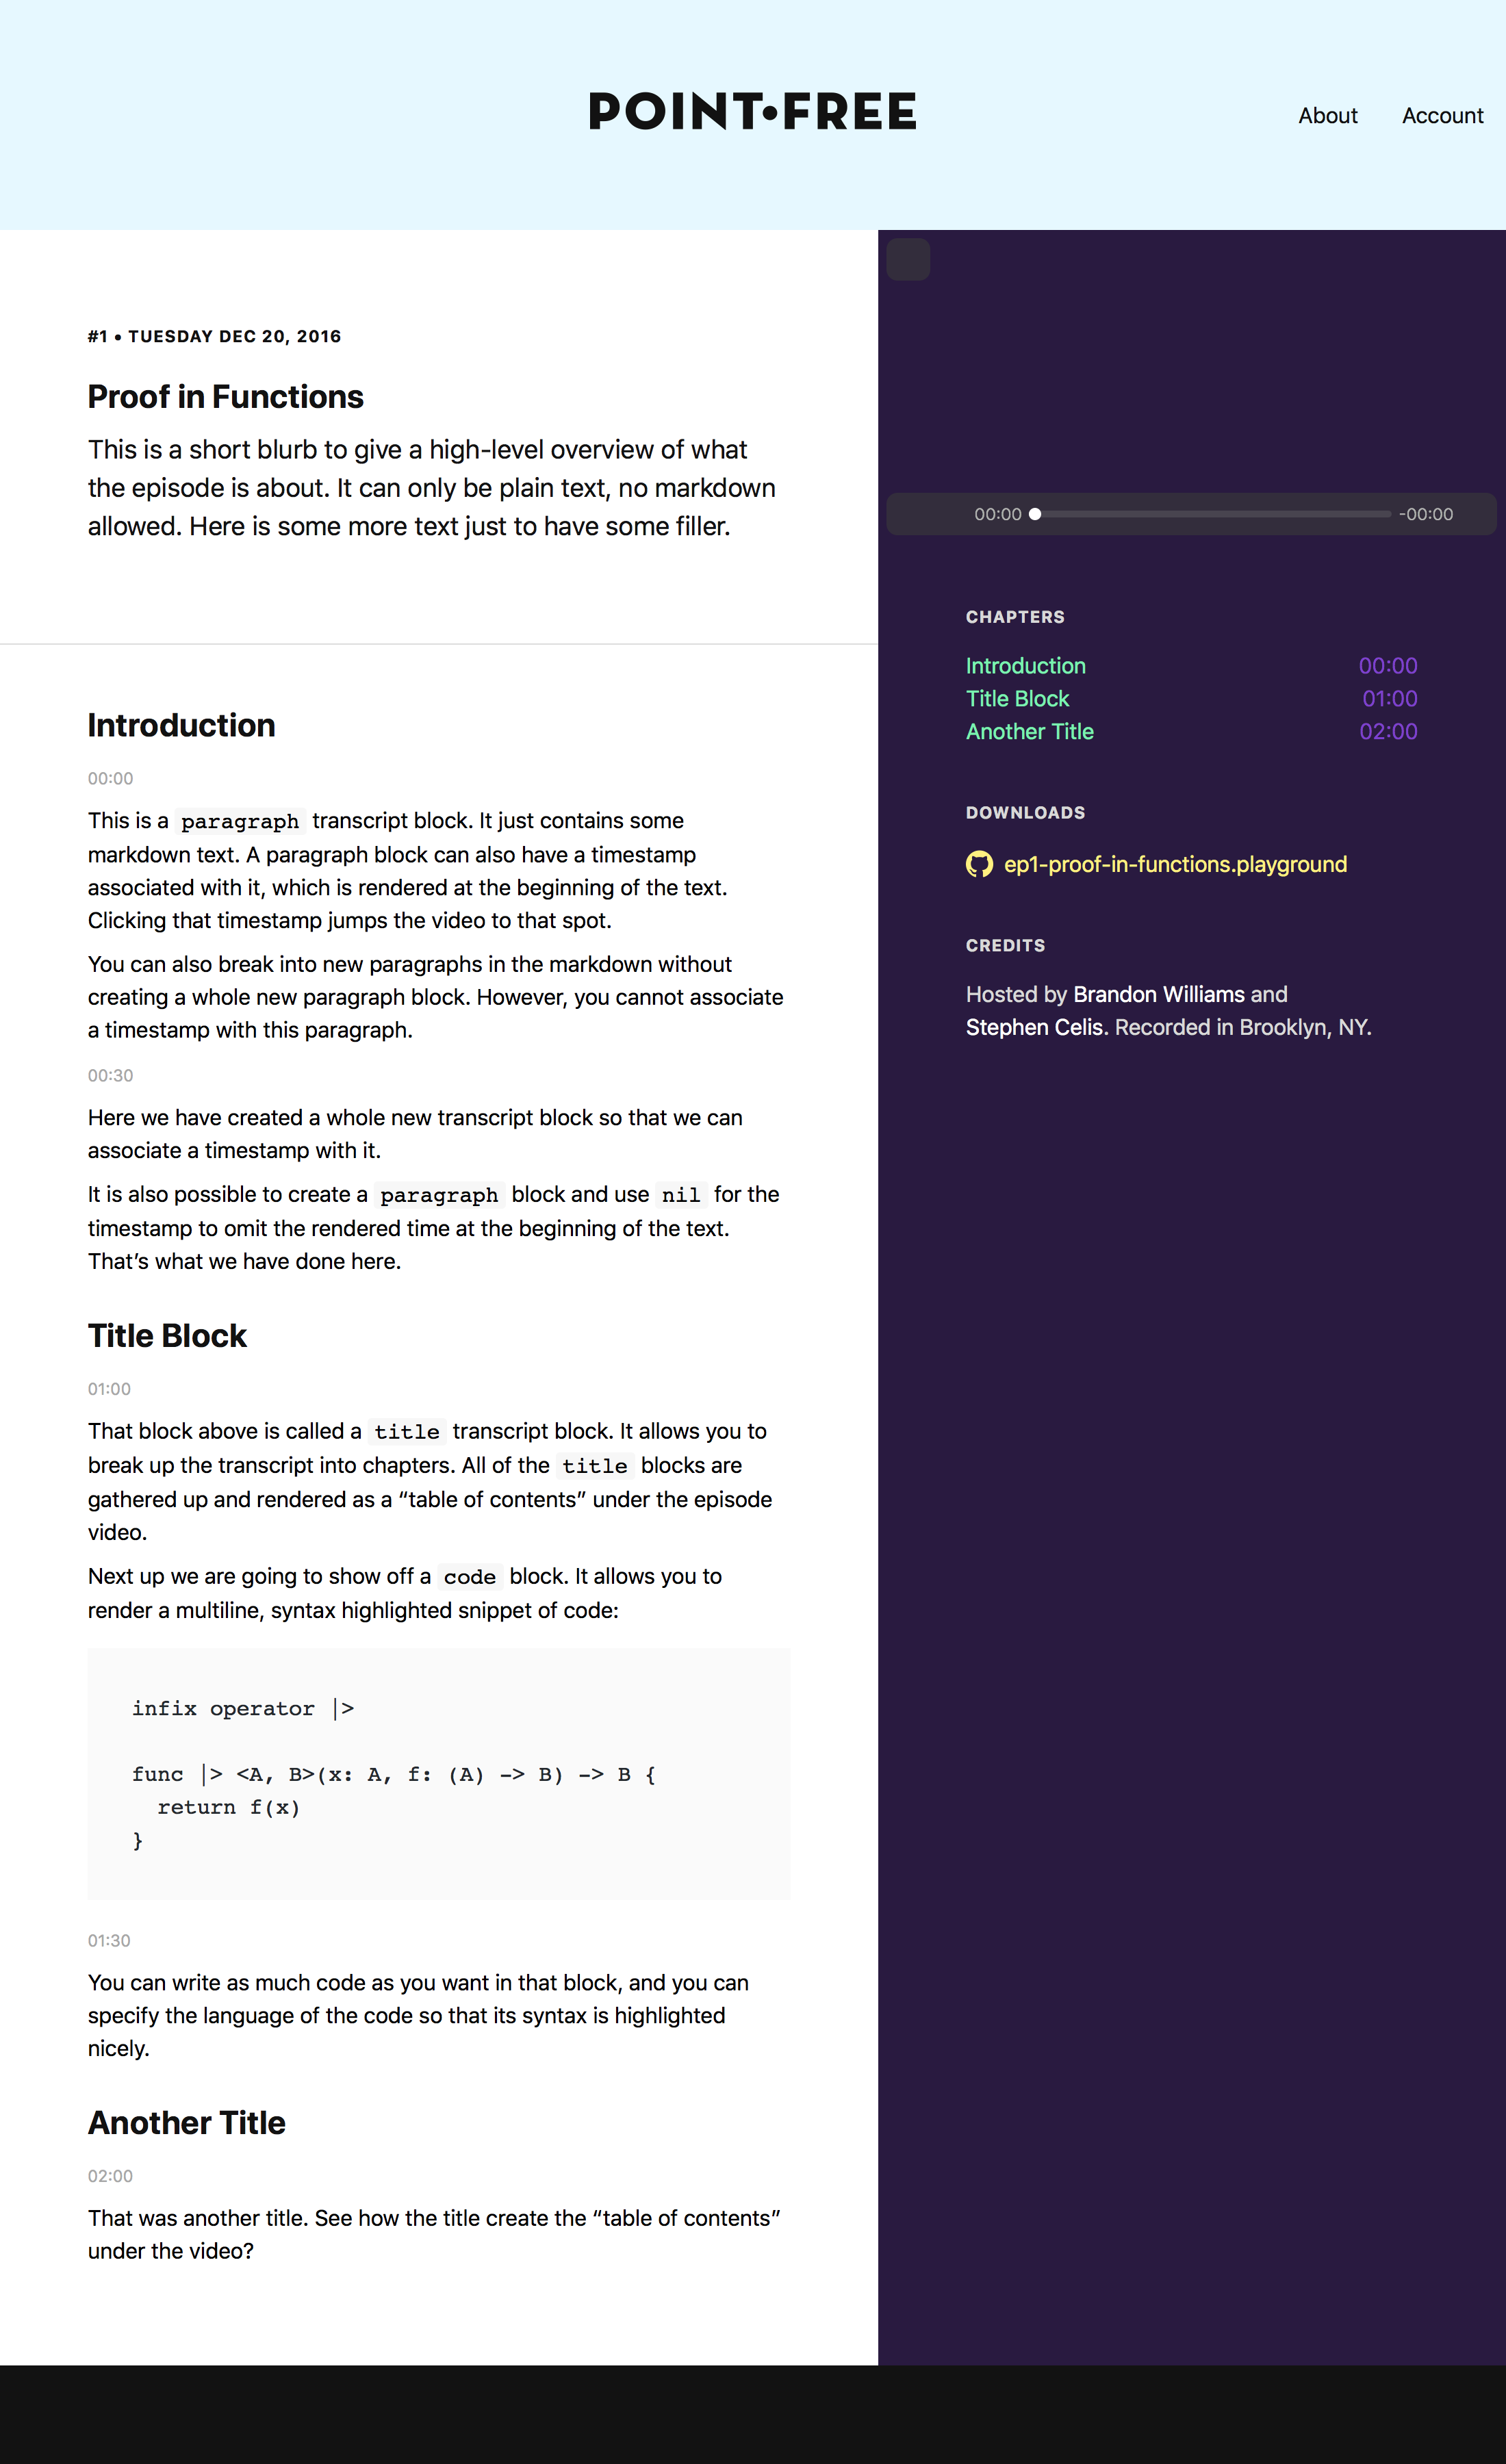 POINT•FREE
About Account
#1 • TUESDAY DEC 20, 2016
Proof in Functions
This is a short blurb to give a high-level overview of what
the episode is about. It can only be plain text, no markdown
allowed. Here is some more text just to have some filler.
Introduction
00:00
This is a paragraph transcript block. It just contains some
markdown text. A paragraph block can also have a timestamp
associated with it, which is rendered at the beginning of the text.
Clicking that timestamp jumps the video to that spot.
You can also break into new paragraphs in the markdown without
creating a whole new paragraph block. However, you cannot associate
a timestamp with this paragraph.
00:30
Here we have created a whole new transcript block so that we can
associate a timestamp with it.
It is also possible to create a paragraph block and use nil for the
timestamp to omit the rendered time at the beginning of the text.
That’s what we have done here.
Title Block
01:00
That block above is called a title transcript block. It allows you to
break up the transcript into chapters. All of the title blocks are
gathered up and rendered as a “table of contents” under the episode
video.
Next up we are going to show off a code block. It allows you to
render a multiline, syntax highlighted snippet of code:
infix operator |>
func |> <A, B>(x: A, f: (A) -> B) -> B {
  return f(x)
}
01:30
You can write as much code as you want in that block, and you can
specify the language of the code so that its syntax is highlighted
nicely.
Another Title
02:00
That was another title. See how the title create the “table of contents”
under the video?
00:00 -00:00
CHAPTERS
Introduction 00:00
Title Block 01:00
Another Title 02:00
DOWNLOADS
ep1-proof-in-functions.playground
CREDITS
Hosted by Brandon Williams and
Stephen Celis. Recorded in Brooklyn, NY.